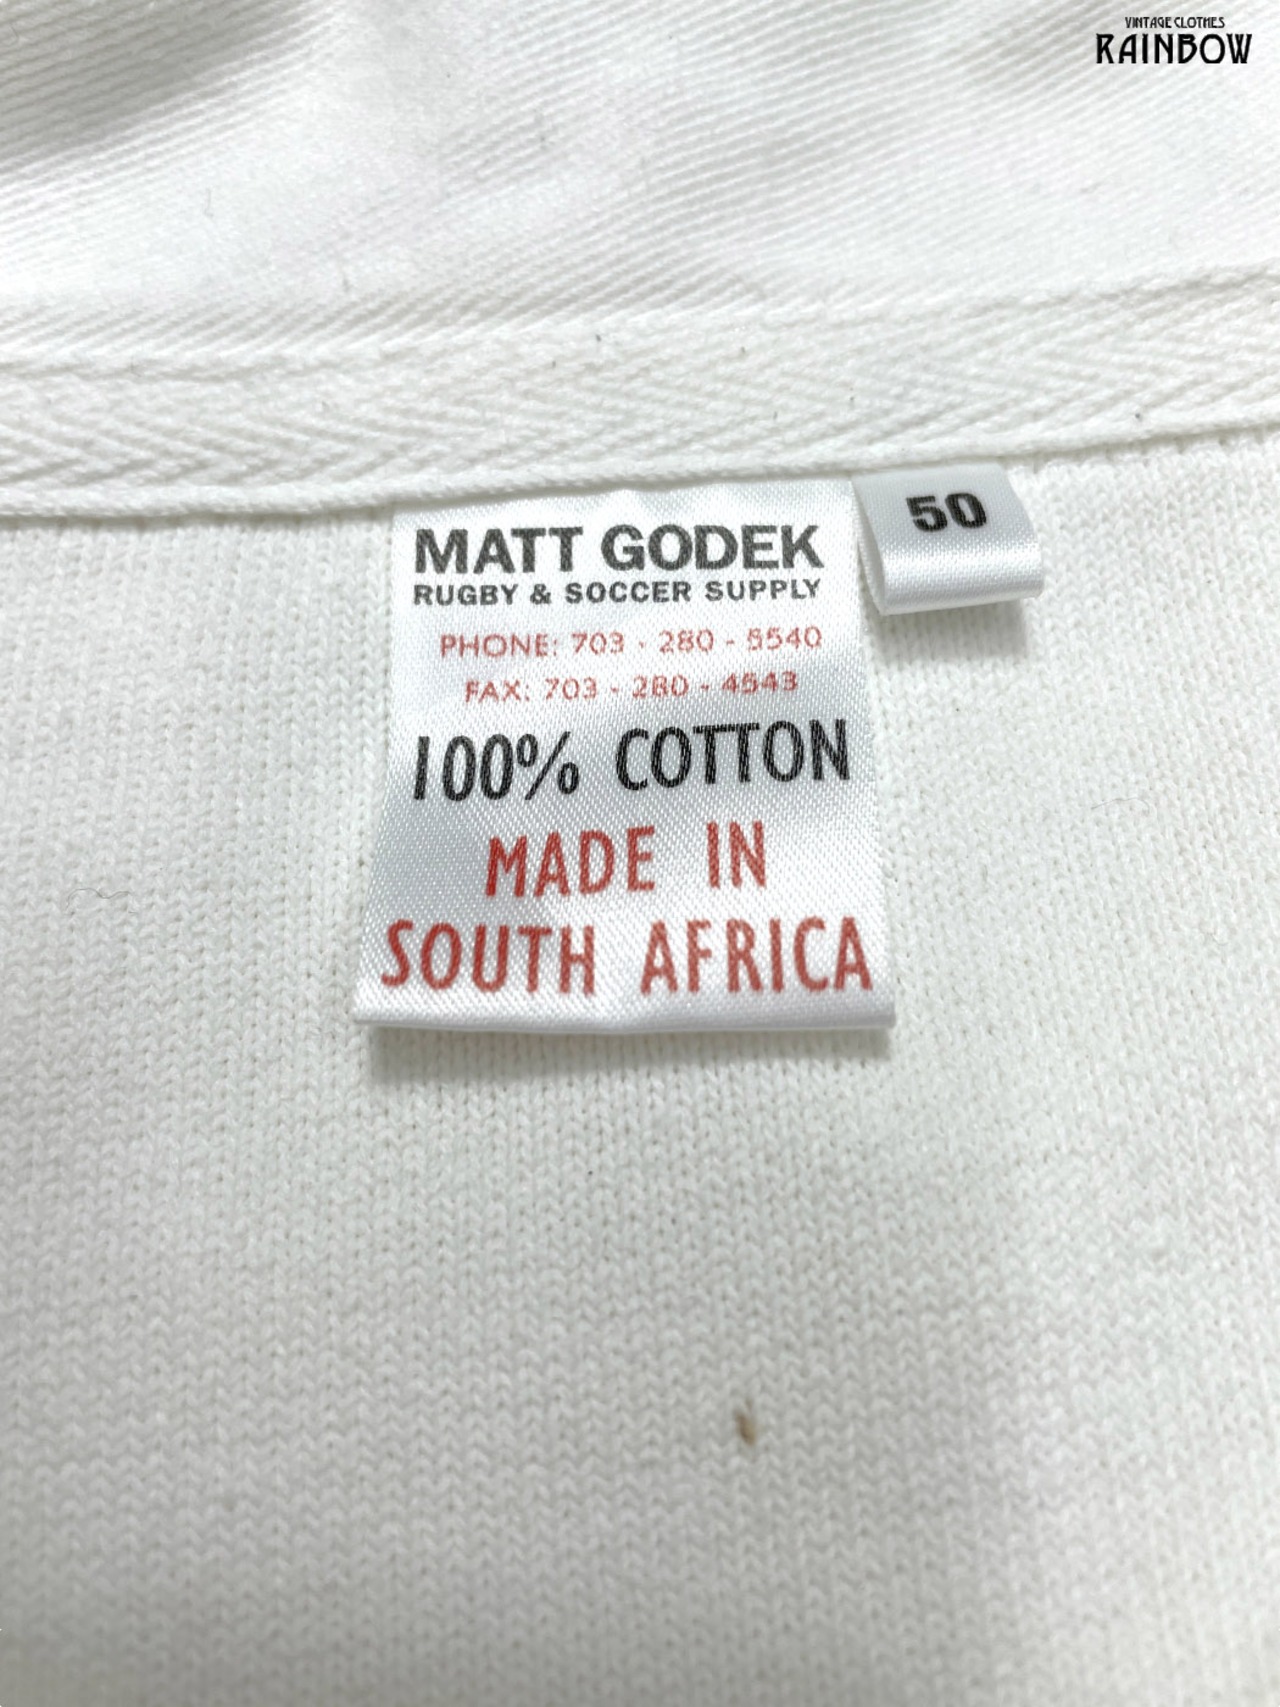 VINTAGE CLOTHES
RAINBOW
50
MATT GODEK
RUGBY & SOCCER SUPPLY
PHONE: 703 - 280 - 5540
FAX: 703 - 280 - 4543
100% COTTON
MADE IN
SOUTH AFRICA